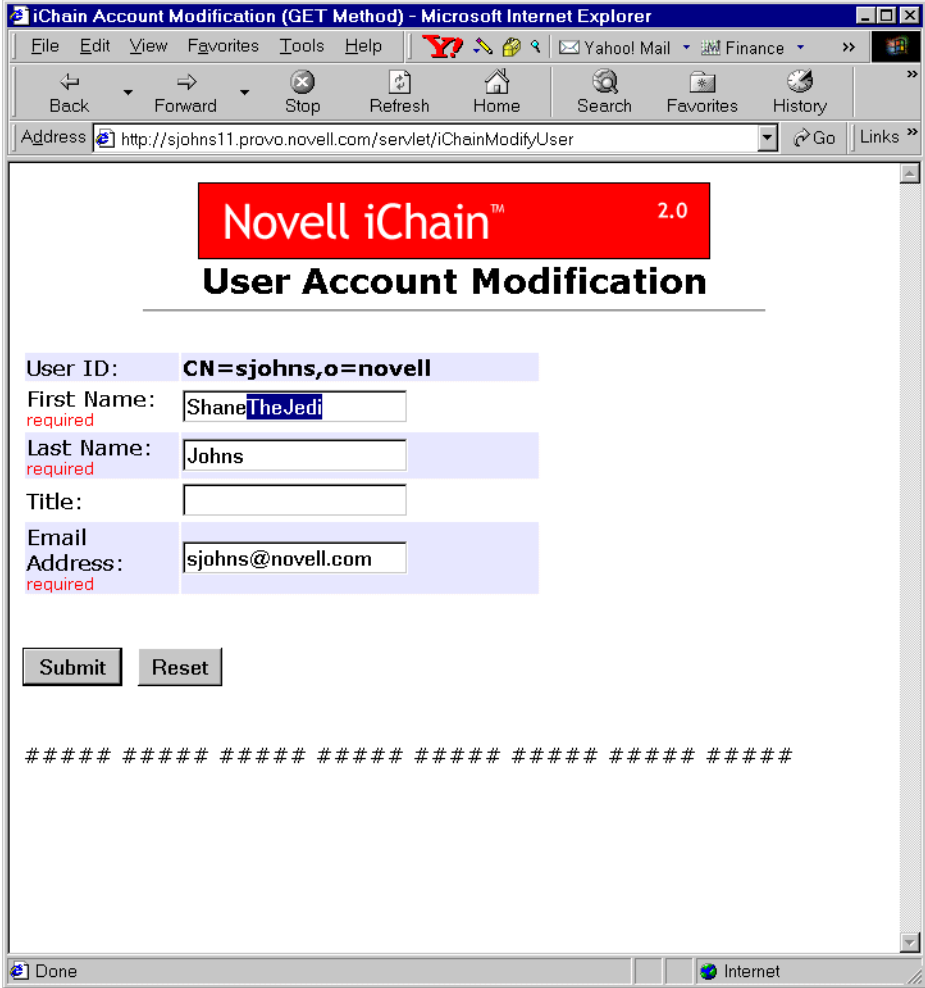 iChain Account Modification (GET Method) - Microsoft Internet Explorer
File Edit View Favorites Tools Help Y! Yahoo! Mail Finance »
Back Forward Stop Refresh Home Search Favorites History »
Address http://sjohns11.provo.novell.com/servlet/iChainModifyUser Go Links »
Novell iChain™ 2.0
User Account Modification
User ID: CN=sjohns,o=novell
First Name: ShaneTheJedi
required
Last Name: Johns
required
Title:
Email
Address: sjohns@novell.com
required
Submit Reset
##### ##### ##### ##### ##### ##### ##### #####
Done Internet